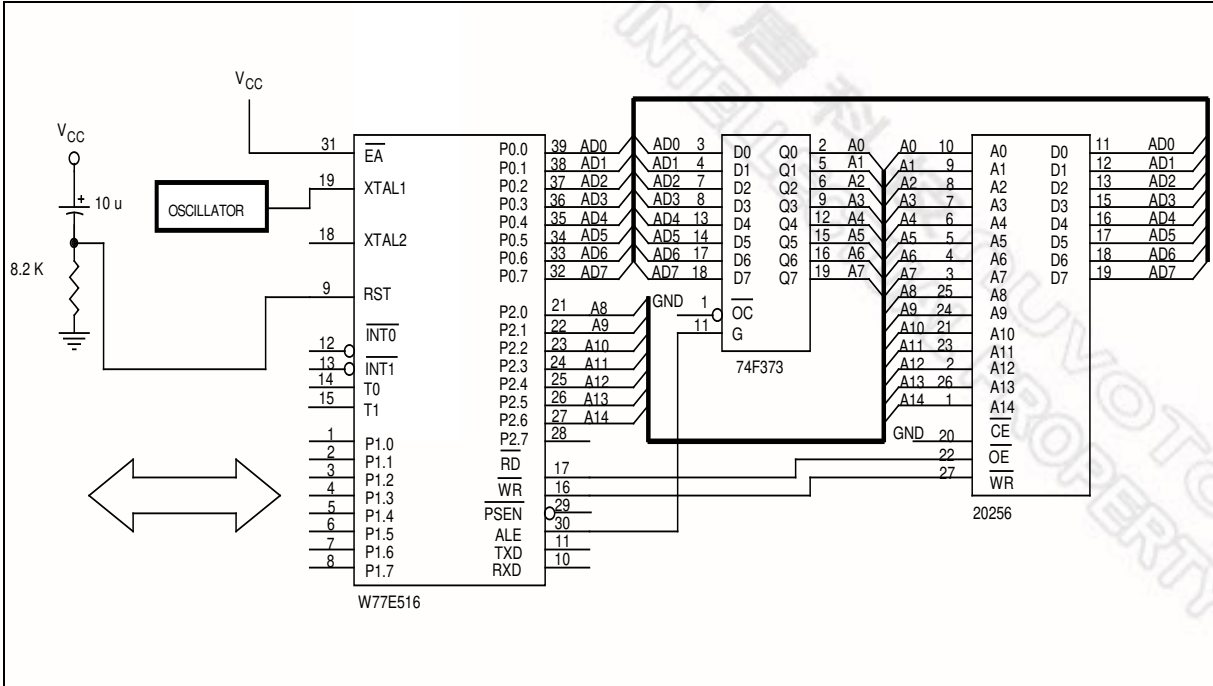 V CC
V CC
10 u
8.2 K
OSCILLATOR
31 EA
19 XTAL1
18 XTAL2
9 RST
INT0
12
13 INT1
14 T0
15 T1
1 P1.0
2 P1.1
3 P1.2
4 P1.3
5 P1.4
6 P1.5
7 P1.6
8 P1.7
P0.0 39 AD0
P0.1 38 AD1
P0.2 37 AD2
P0.3 36 AD3
P0.4 35 AD4
P0.5 34 AD5
P0.6 33 AD6
P0.7 32 AD7
P2.0 21 A8
P2.1 22 A9
P2.2 23 A10
P2.3 24 A11
P2.4 25 A12
P2.5 26 A13
P2.6 27 A14
P2.7 28
RD 17
WR 16
PSEN 29
ALE 30
TXD 11
RXD 10
W77E516
AD0 3 D0 Q0 2 A0
AD1 4 D1 Q1 5 A1
AD2 7 D2 Q2 6 A2
AD3 8 D3 Q3 9 A3
AD4 13 D4 Q4 12 A4
AD5 14 D5 Q5 15 A5
AD6 17 D6 Q6 16 A6
AD7 18 D7 Q7 19 A7
GND 1 OC
11 G
74F373
A0 10 A0 D0 11 AD0
A1 9 A1 D1 12 AD1
A2 8 A2 D2 13 AD2
A3 7 A3 D3 15 AD3
A4 6 A4 D4 16 AD4
A5 5 A5 D5 17 AD5
A6 4 A6 D6 18 AD6
A7 3 A7 D7 19 AD7
A8 25 A8
A9 24 A9
A10 21 A10
A11 23 A11
A12 2 A12
A13 26 A13
A14 1 A14
GND 20 CE
22 OE
27 WR
20256
INTELLECTUAL PROPERTY
科技 NUVOTO